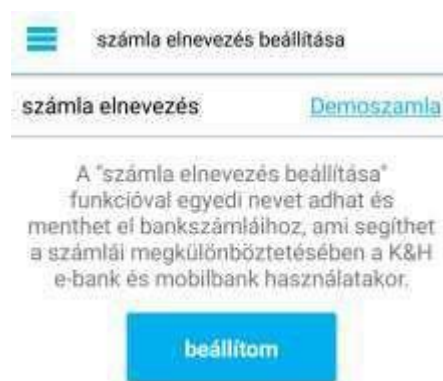 számla elnevezés beállítása
számla elnevezés Demoszamla
A "számla elnevezés beállítása"
funkcióval egyedi nevet adhat és
menthet el bankszámláihoz, ami segíthet
a számlái megkülönböztetésében a K&H
e-bank és mobilbank használatakor.
beállítom